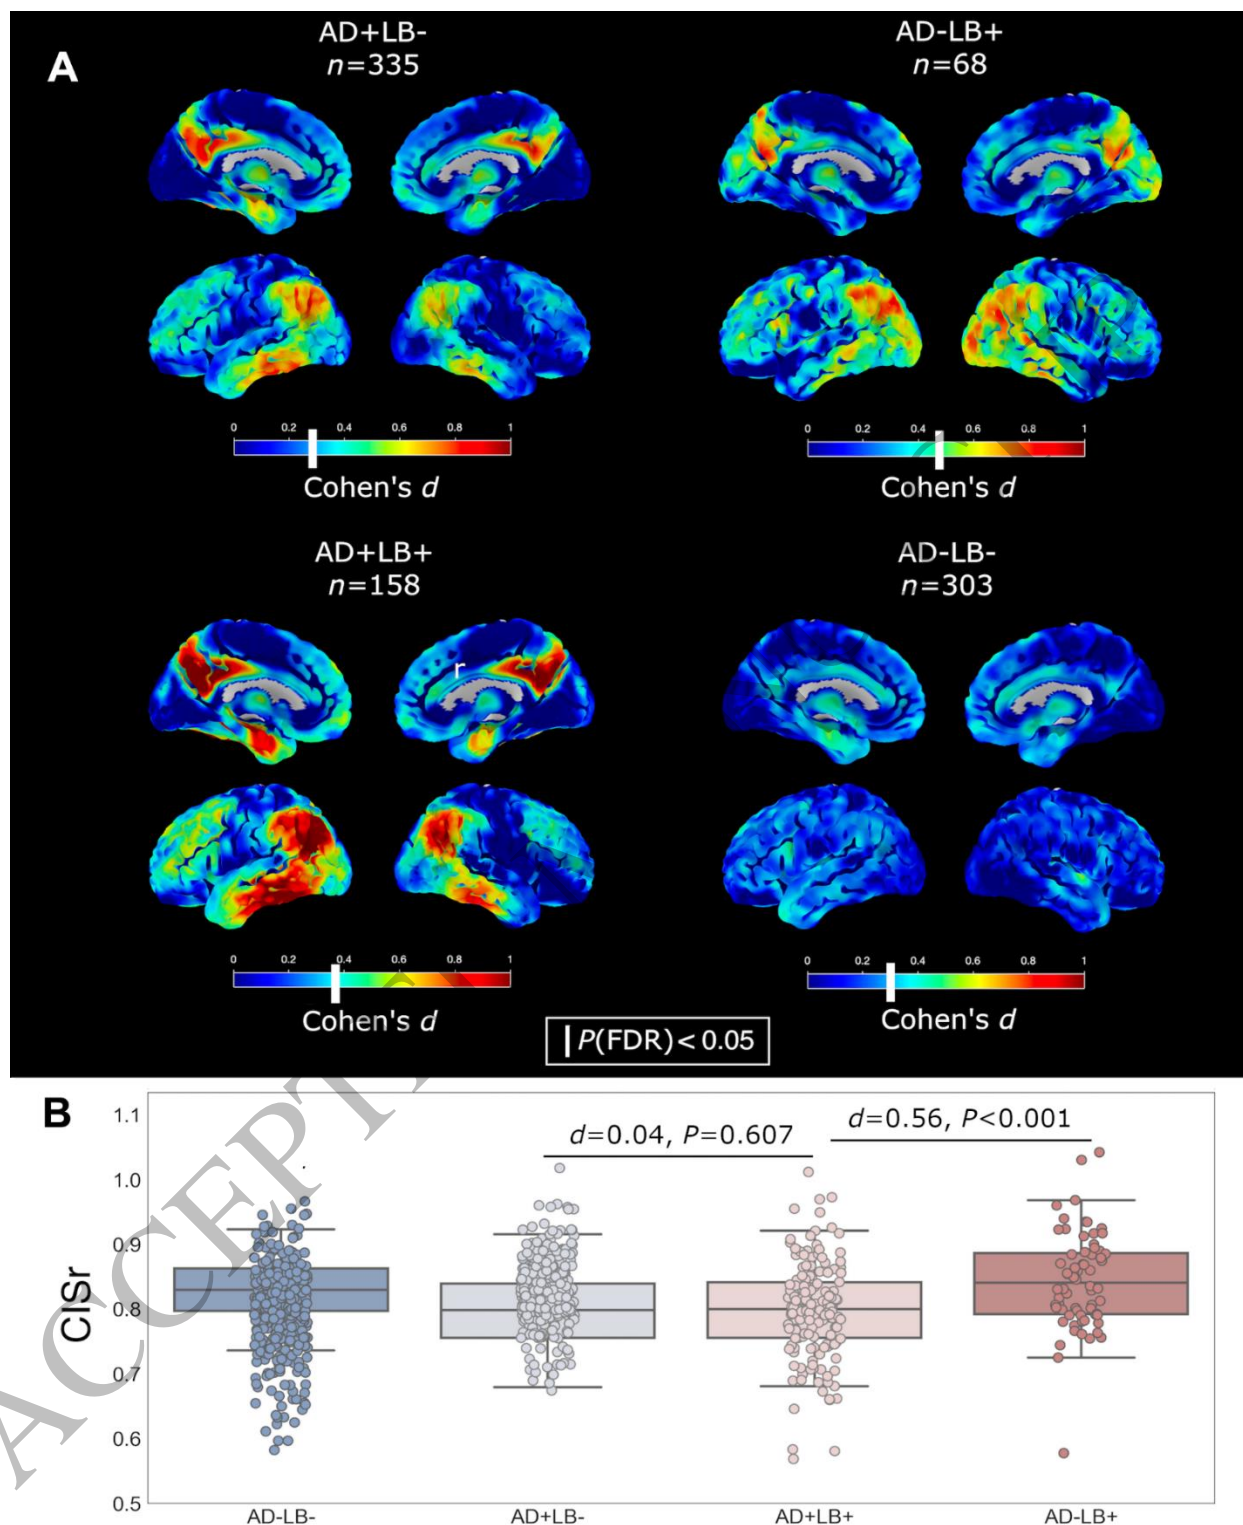 A
AD+LB-
n=335
AD-LB+
n=68
0 0.2 0.4 0.6 0.8 1
Cohen's d
0 0.2 0.4 0.6 0.8 1
Cohen's d
AD+LB+
n=158
AD-LB-
n=303
r
0 0.2 0.4 0.6 0.8 1
Cohen's d
0 0.2 0.4 0.6 0.8 1
Cohen's d
P(FDR) < 0.05
B
CISr
1.1
1.0
0.9
0.8
0.7
0.6
0.5
d=0.04, P=0.607
d=0.56, P<0.001
AD-LB-
AD+LB-
AD+LB+
AD-LB+